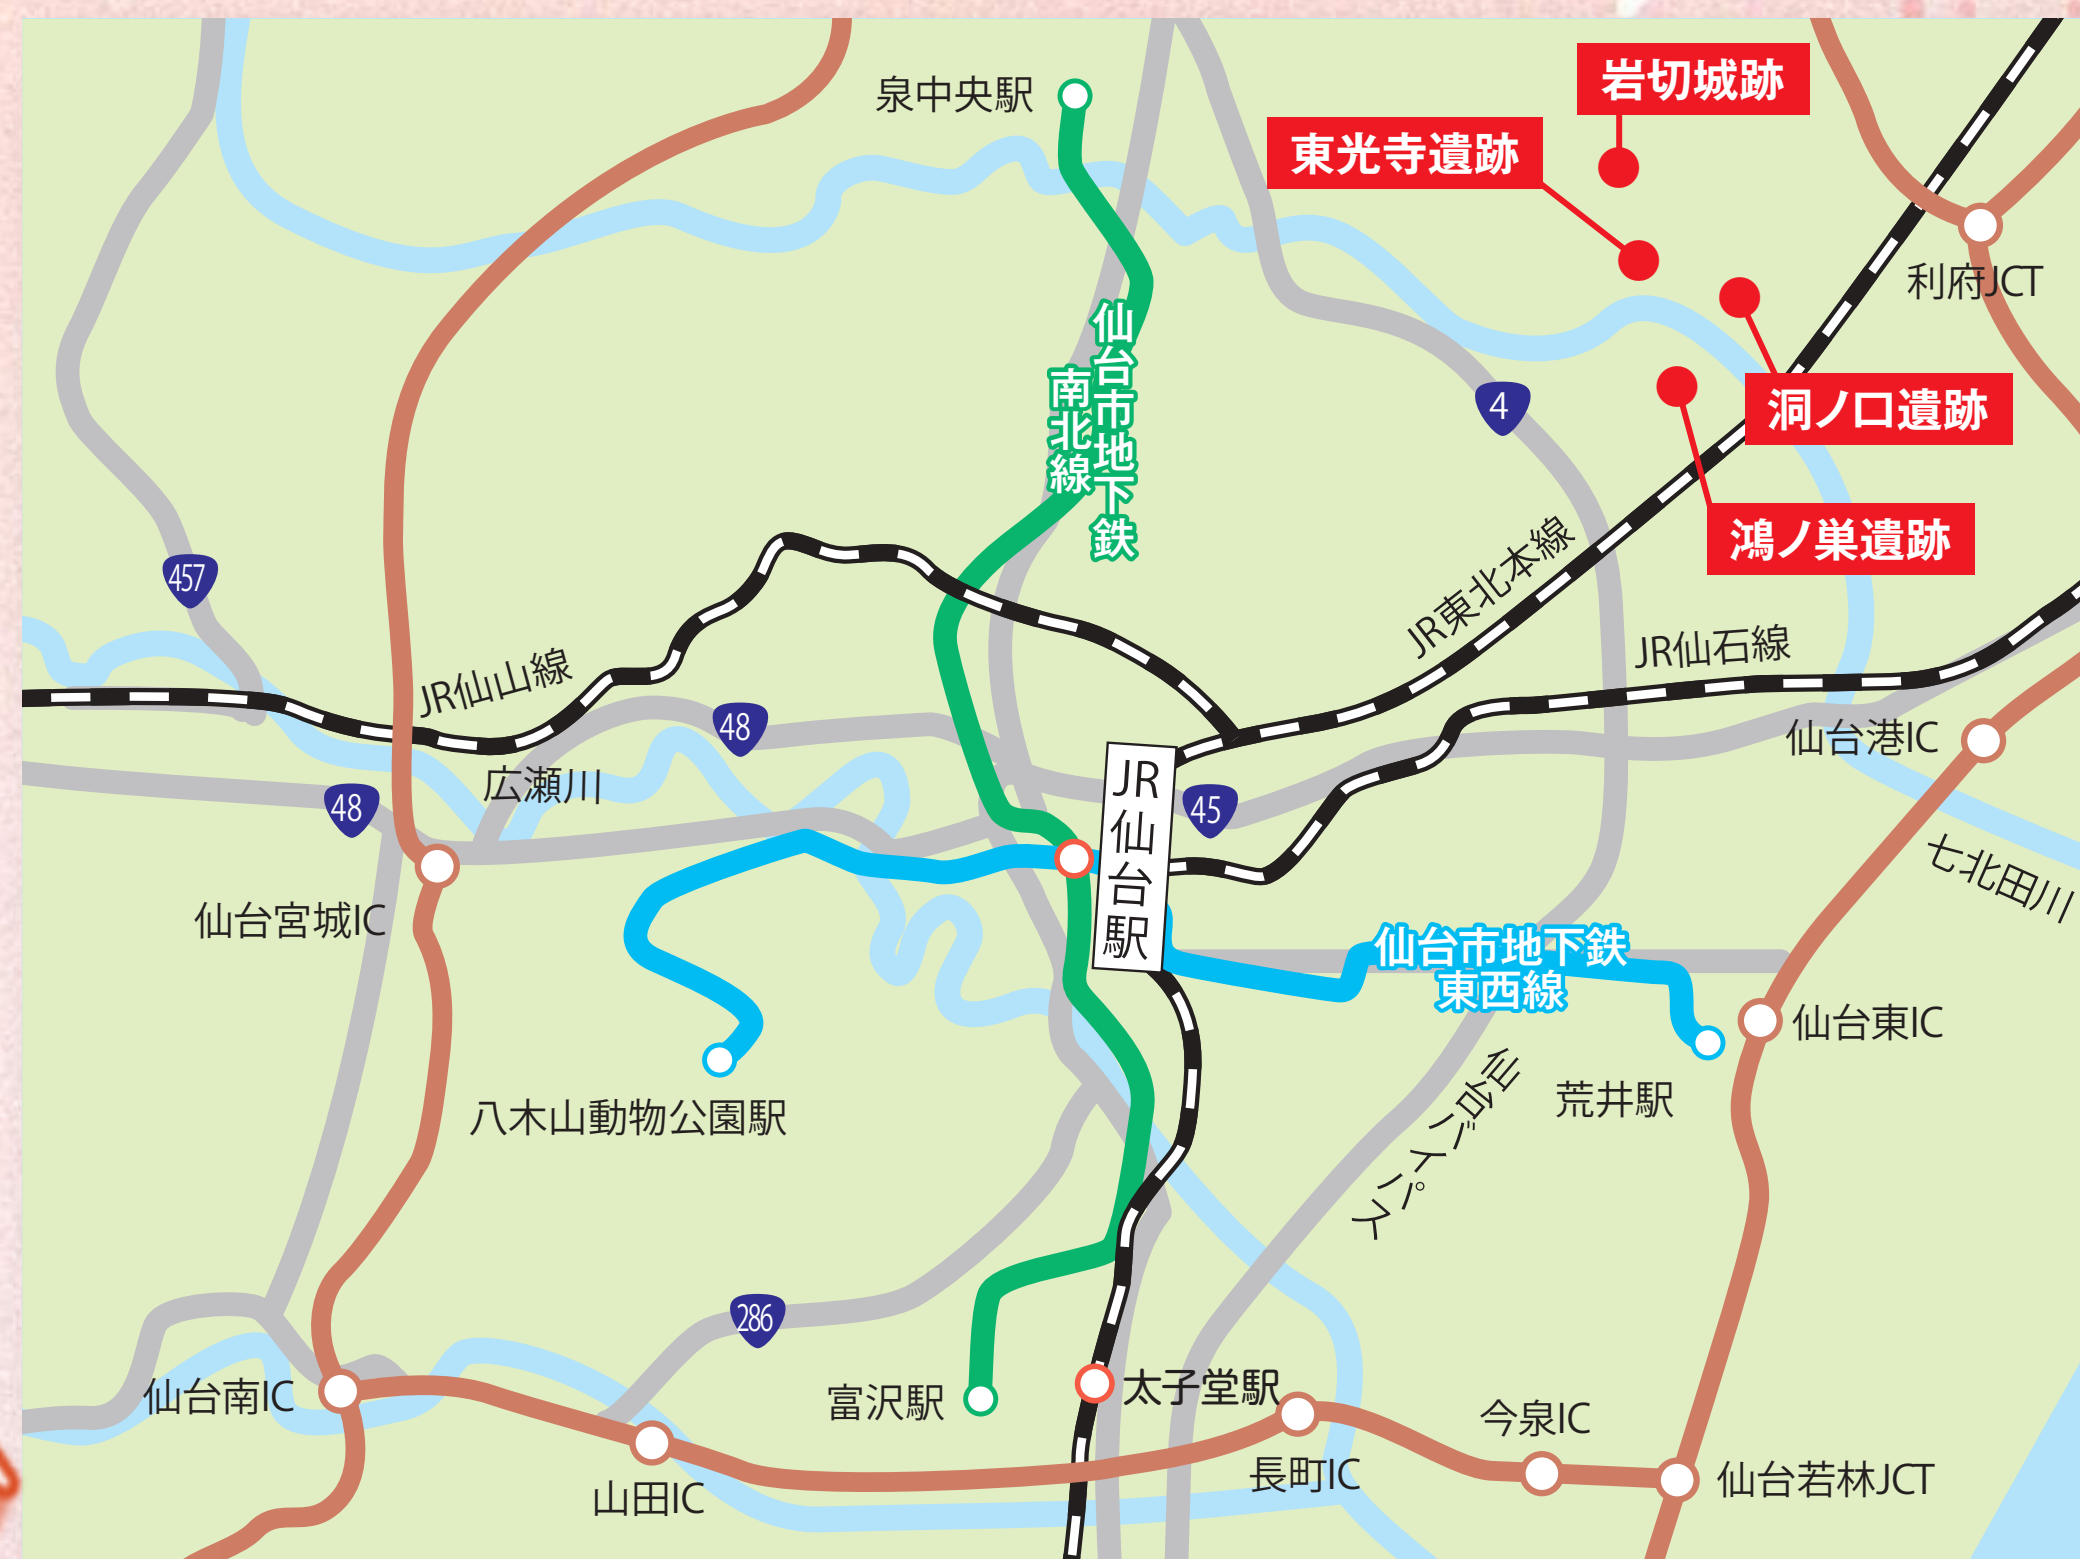 岩切城跡
泉中央駅
東光寺遺跡
利府JCT
仙台市地下鉄
南北線
4
洞ノ口遺跡
鴻ノ巣遺跡
457
JR東北本線
JR仙石線
JR仙山線
48
仙台港IC
広瀬川
48
45
JR仙台駅
七北田川
仙台宮城IC
仙台市地下鉄
東西線
仙台東IC
仙台バイパス
荒井駅
八木山動物公園駅
286
仙台南IC
富沢駅
太子堂駅
今泉IC
長町IC
山田IC
仙台若林JCT